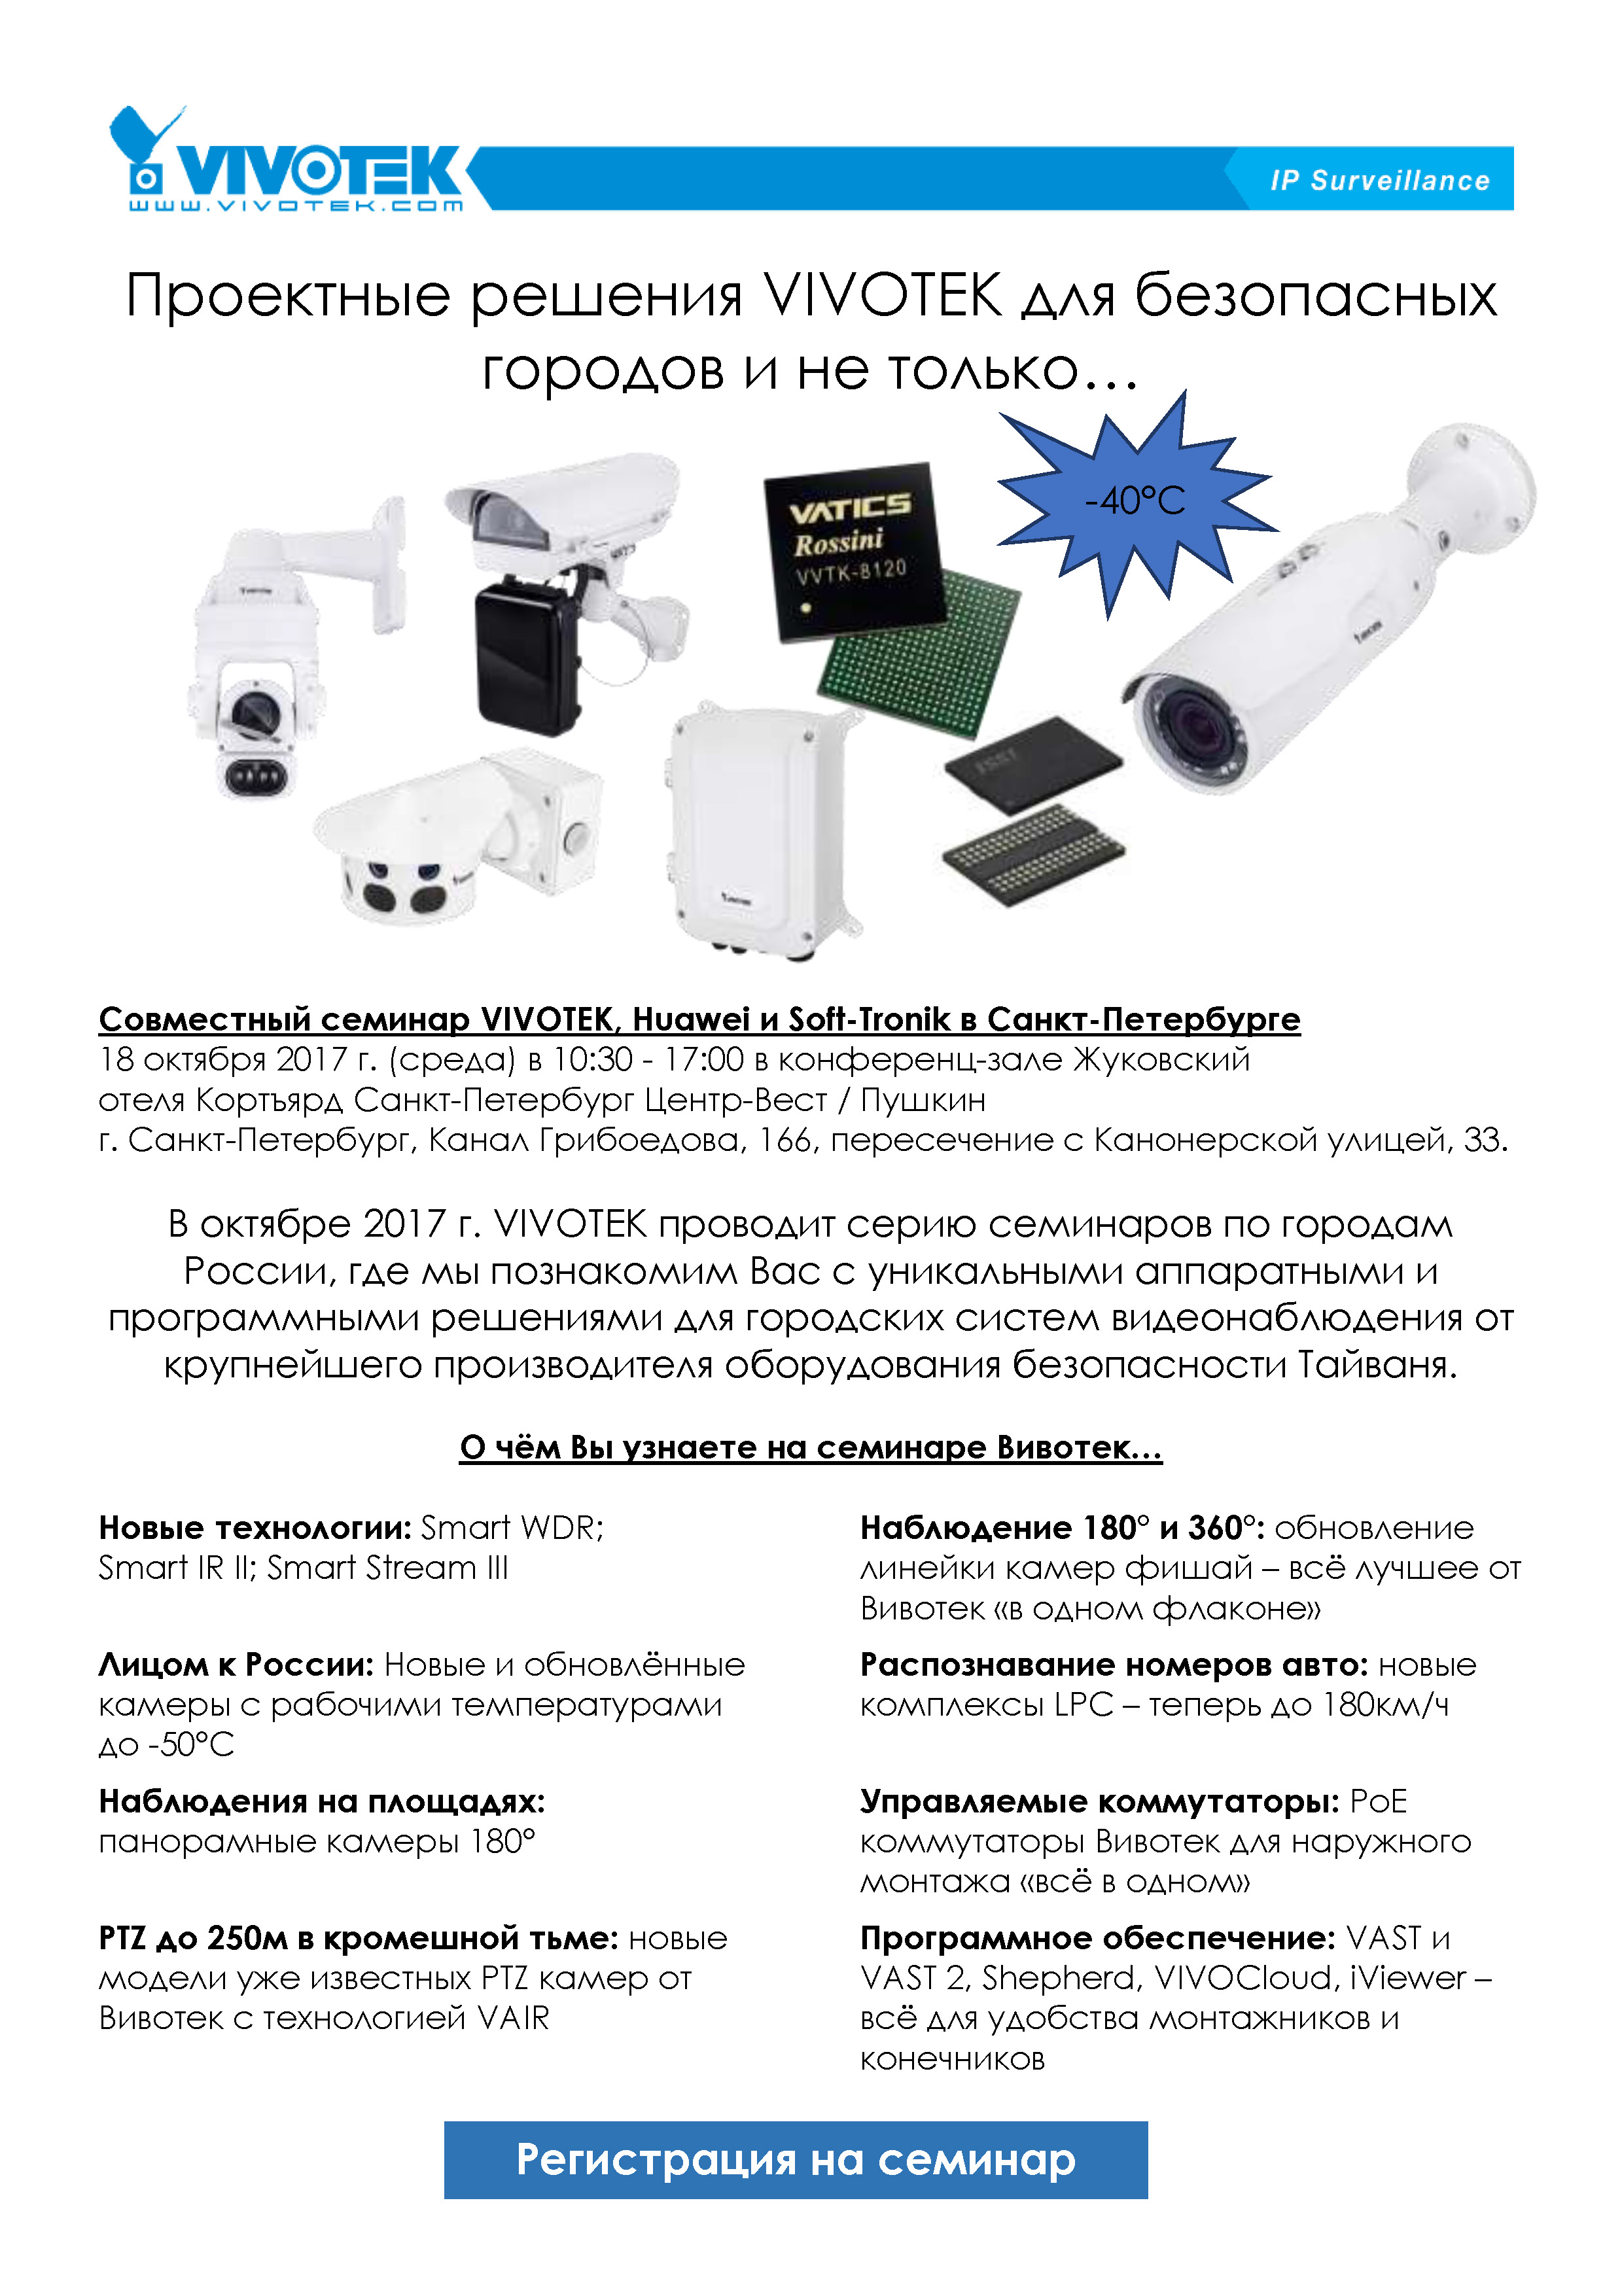 VIVOTEK
www.vivotek.com
IP Surveillance
Проектные решения VIVOTEK для безопасных
городов и не только…
-40°C
VATICS
Rossini
VVTK-8120
Совместный семинар VIVOTEK, Huawei и Soft-Tronik в Санкт-Петербурге
18 октября 2017 г. (среда) в 10:30 - 17:00 в конференц-зале Жуковский
отеля Кортъярд Санкт-Петербург Центр-Вест / Пушкин
г. Санкт-Петербург, Канал Грибоедова, 166, пересечение с Канонерской улицей, 33.
В октябре 2017 г. VIVOTEK проводит серию семинаров по городам
России, где мы познакомим Вас с уникальными аппаратными и
программными решениями для городских систем видеонаблюдения от
крупнейшего производителя оборудования безопасности Тайваня.
О чём Вы узнаете на семинаре Вивотек…
Новые технологии: Smart WDR;
Smart IR II; Smart Stream III
Наблюдение 180° и 360°: обновление
линейки камер фишай – всё лучшее от
Вивотек «в одном флаконе»
Лицом к России: Новые и обновлённые
камеры с рабочими температурами
до -50°C
Распознавание номеров авто: новые
комплексы LPC – теперь до 180км/ч
Наблюдения на площадях:
панорамные камеры 180°
Управляемые коммутаторы: PoE
коммутаторы Вивотек для наружного
монтажа «всё в одном»
PTZ до 250м в кромешной тьме: новые
модели уже известных PTZ камер от
Вивотек с технологией VAIR
Программное обеспечение: VAST и
VAST 2, Shepherd, VIVOCloud, iViewer –
всё для удобства монтажников и
конечников
Регистрация на семинар